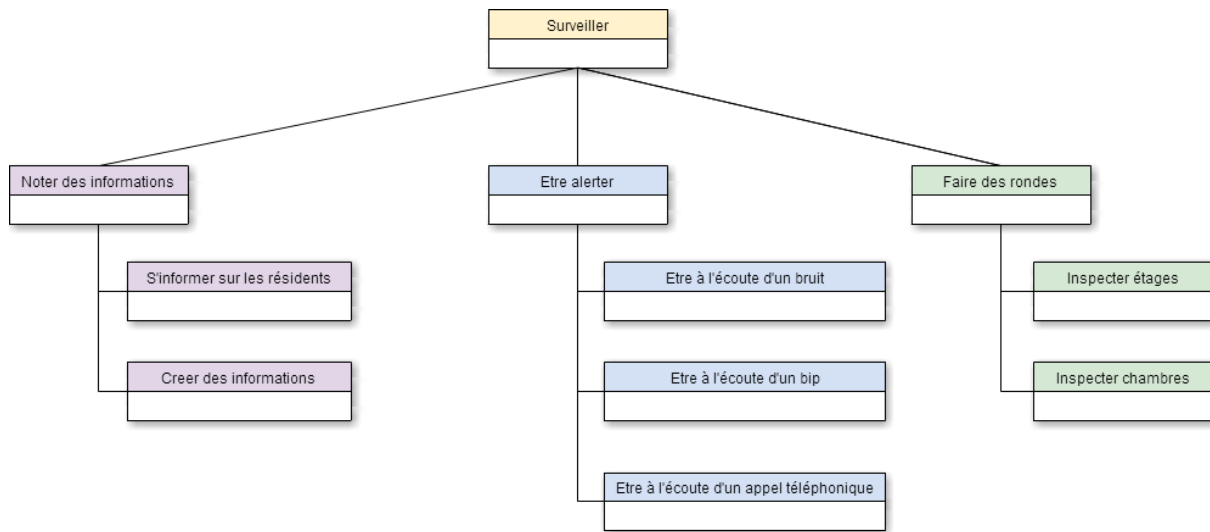 Surveiller
Noter des informations
Etre alerter
Faire des rondes
S'informer sur les résidents
Etre à l'écoute d'un bruit
Inspecter étages
Creer des informations
Etre à l'écoute d'un bip
Inspecter chambres
Etre à l'écoute d'un appel téléphonique